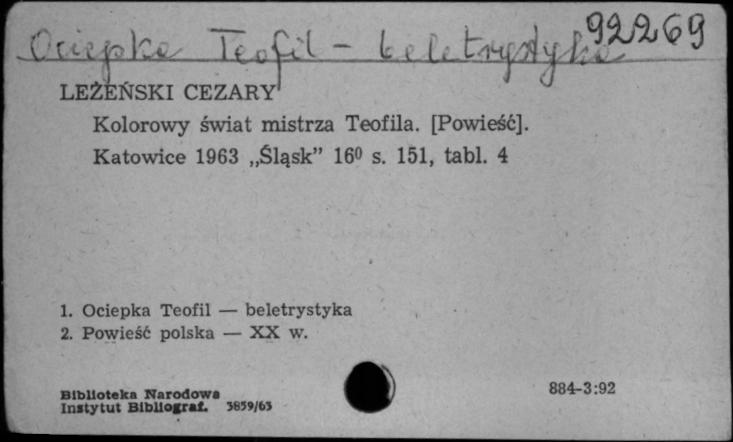 92269
Ociepka Teofil - beletrystyka
LEŻEŃSKI CEZARY
Kolorowy świat mistrza Teofila. [Powieść].
Katowice 1963 „Śląsk” 16⁰ s. 151, tabl. 4
1. Ociepka Teofil — beletrystyka
2. Powieść polska — XX w.
884-3:92
Biblioteka Narodowa
Instytut Bibliograf. 3859/63